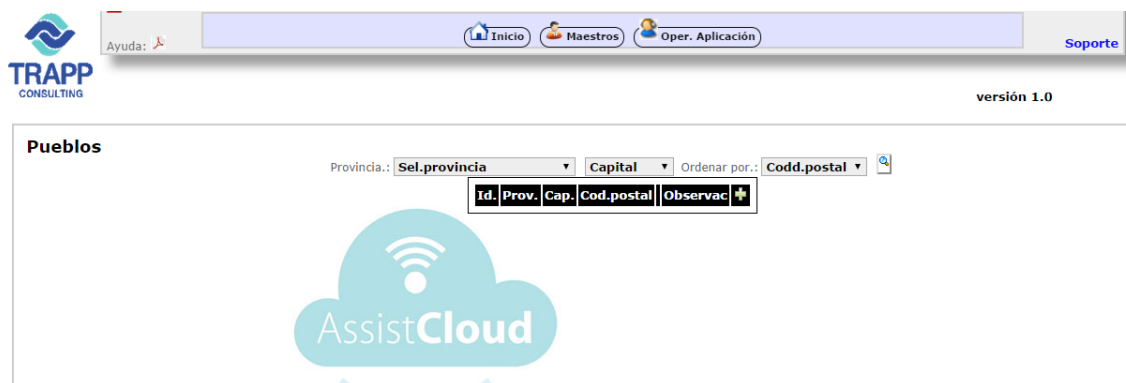 Inicio Maestros Oper. Aplicación
Ayuda: Soporte
TRAPP
CONSULTING
versión 1.0
Pueblos
Provincia.: Sel.provincia Capital Ordenar por.: Codd.postal
Id. Prov. Cap. Cod.postal Observac
AssistCloud